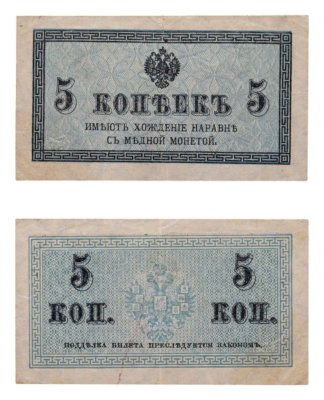 5 КОПѢЕКЪ 5
ИМѢЮТЪ ХОЖДЕНІЕ НАРАВНѢ
СЪ МѢДНОЙ МОНЕТОЙ.
5 5
КОП. КОП.
ПОДДѢЛКА БИЛЕТА ПРЕСЛѢДУЕТСЯ ЗАКОНОМЪ.